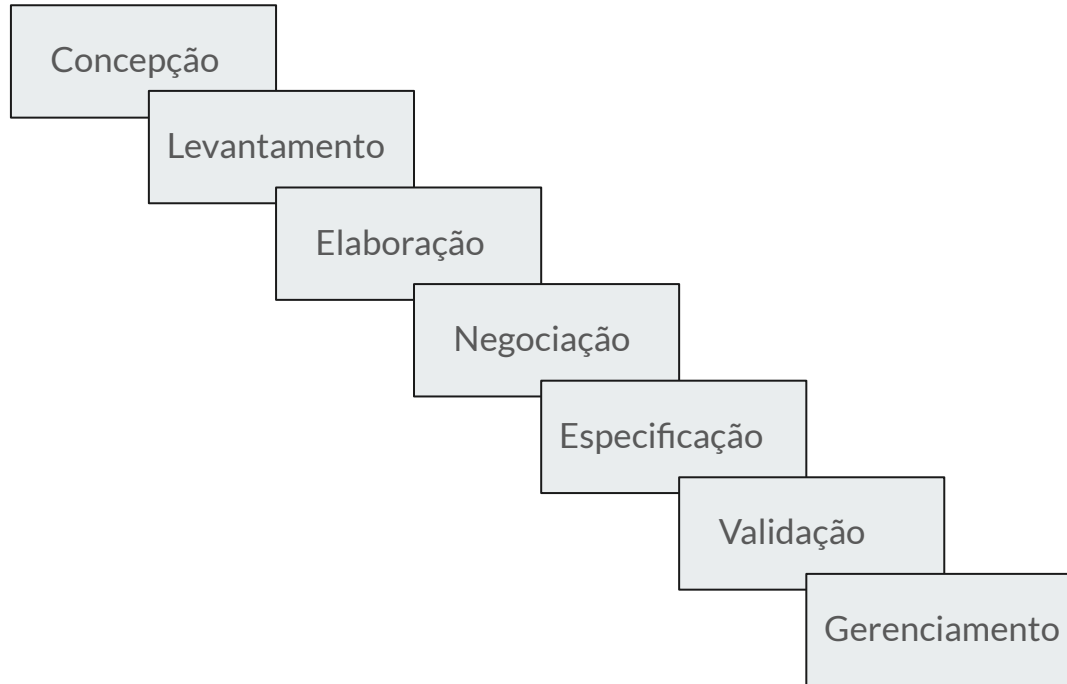 Concepção
Levantamento
Elaboração
Negociação
Especificação
Validação
Gerenciamento